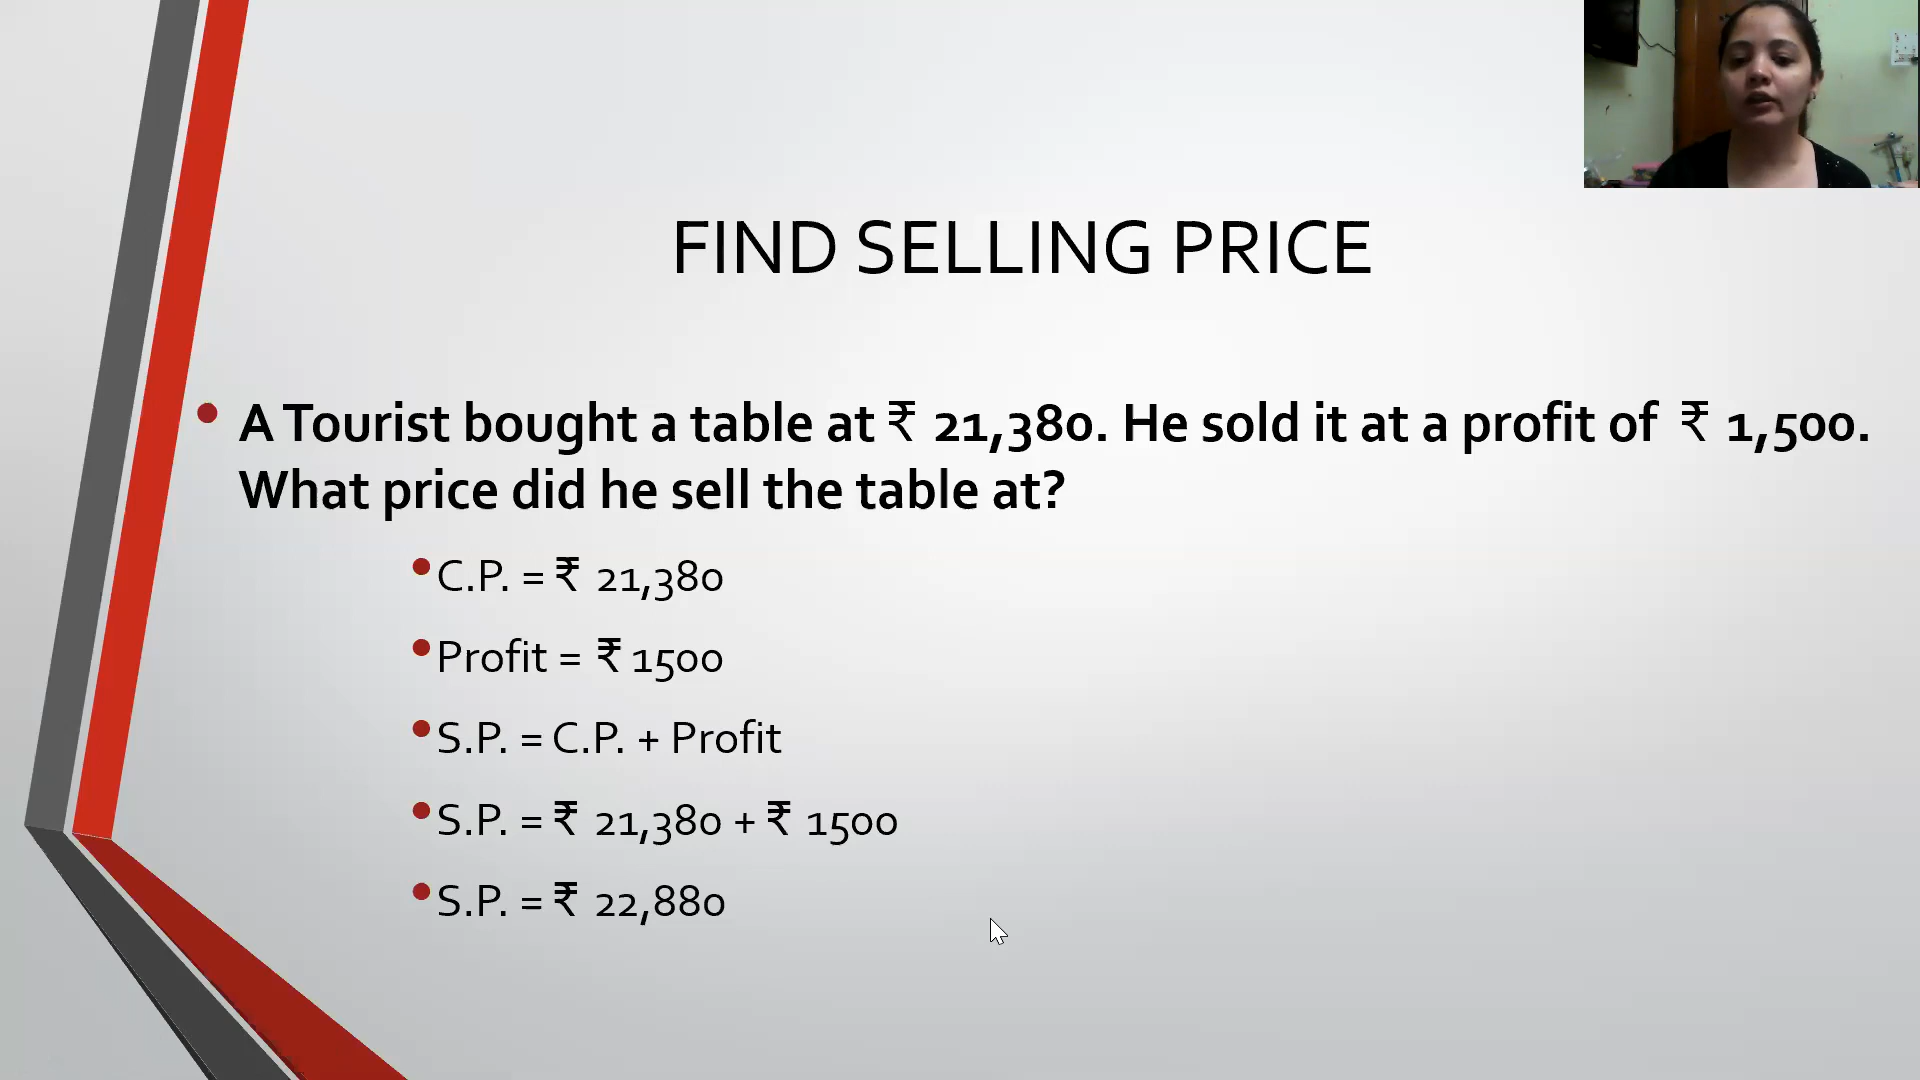 FIND SELLING PRICE
• A Tourist bought a table at ₹ 21,380. He sold it at a profit of ₹ 1,500.
What price did he sell the table at?
• C.P. = ₹ 21,380
• Profit = ₹ 1500
• S.P. = C.P. + Profit
• S.P. = ₹ 21,380 + ₹ 1500
• S.P. = ₹ 22,880